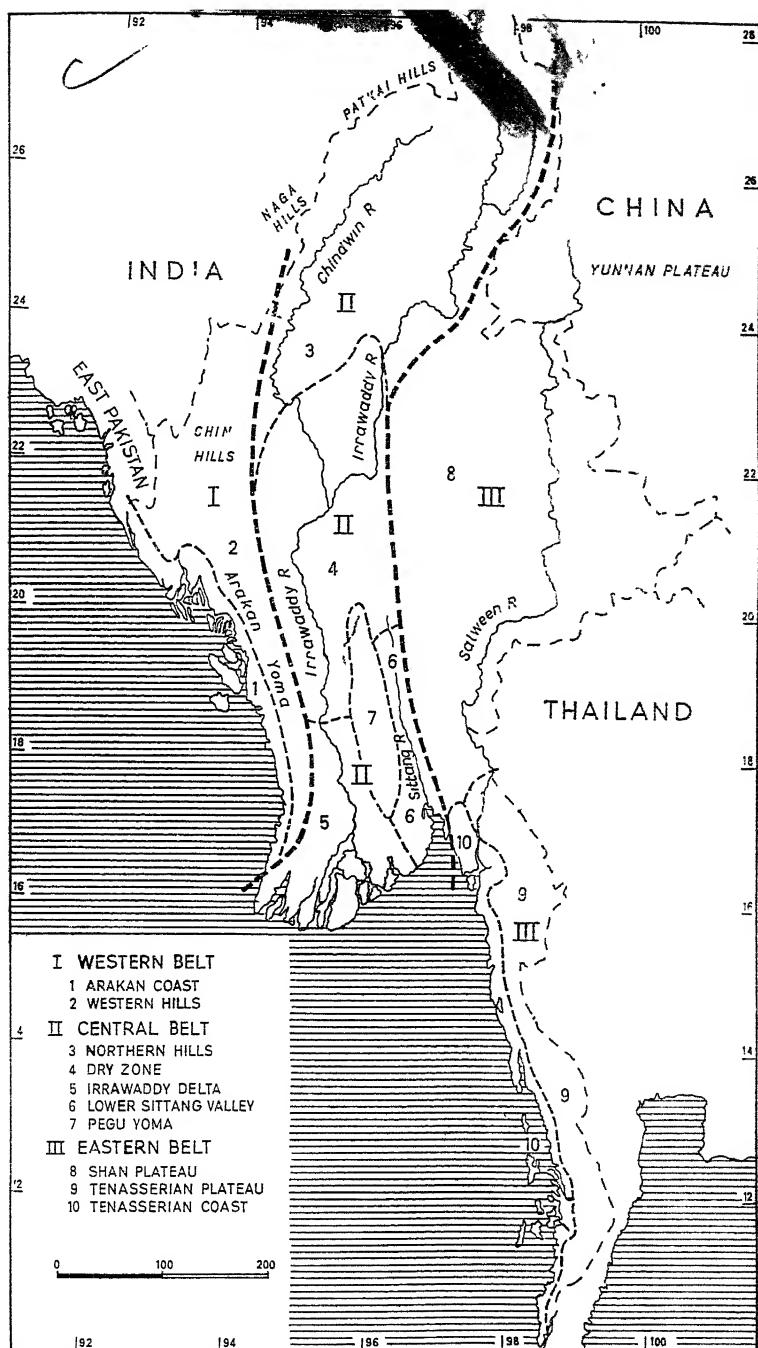 92 94 96 98 100
28
PATKAI HILLS
26
26
NAGA
HILLS
Chindwin R
CHINA
INDIA
YUNNAN PLATEAU
II
24
24
3
EAST PAKISTAN
Irrawaddy R
CHIN
HILLS
22
22
8
III
I
II
2
4
20
20
Arakan Yoma
Irrawaddy R
Salween R
6
1
7
THAILAND
18
18
II
Sittang R
5
6
10
16
16
9
III
I WESTERN BELT
1 ARAKAN COAST
2 WESTERN HILLS
II CENTRAL BELT
3 NORTHERN HILLS
4 DRY ZONE
5 IRRAWADDY DELTA
6 LOWER SITTANG VALLEY
7 PEGU YOMA
III EASTERN BELT
8 SHAN PLATEAU
9 TENASSERIAN PLATEAU
10 TENASSERIAN COAST
4
14
9
10
2
12
0 100 200
92 94 96 98 100